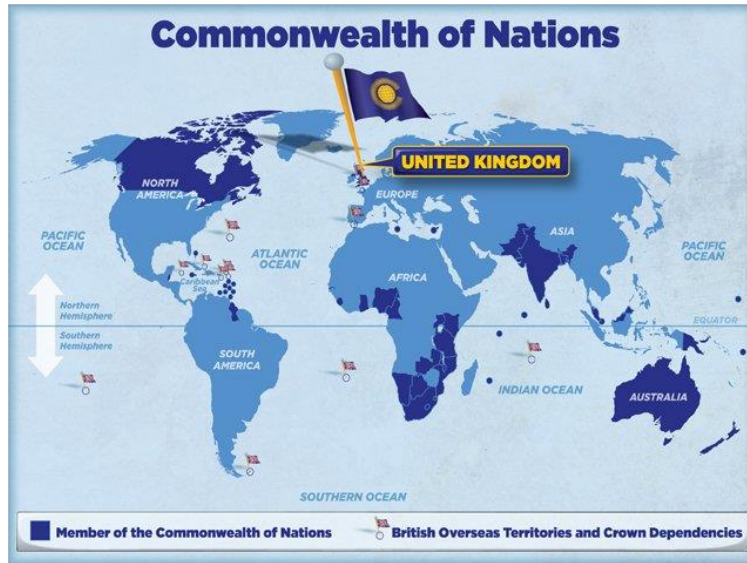 Commonwealth of Nations
UNITED KINGDOM
NORTH
AMERICA
EUROPE
ASIA
PACIFIC
OCEAN
ATLANTIC
OCEAN
PACIFIC
OCEAN
AFRICA
Caribbean
Sea
Northern
Hemisphere
EQUATOR
Southern
Hemisphere
SOUTH
AMERICA
INDIAN OCEAN
AUSTRALIA
SOUTHERN OCEAN
Member of the Commonwealth of Nations
British Overseas Territories and Crown Dependencies